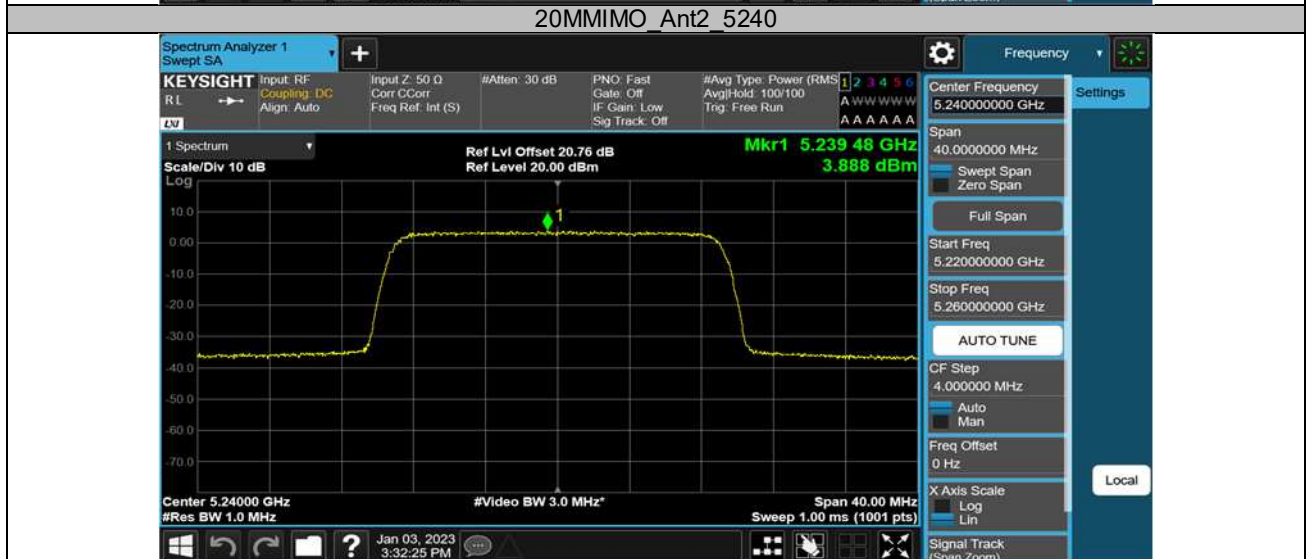 20MMIMO_Ant2_5240
Spectrum Analyzer 1
Swept SA
Frequency
KEYSIGHT
RL
LXI
Input: RF
Coupling: DC
Align: Auto
Input Z: 50 Ω
Corr CCorr
Freq Ref: Int (S)
#Atten: 30 dB
PNO: Fast
Gate: Off
IF Gain: Low
Sig Track: Off
#Avg Type: Power (RMS
Avg|Hold: 100/100
Trig: Free Run
1 2 3 4 5 6
A W W W W W
A A A A A A
1 Spectrum
Scale/Div 10 dB
Log
Ref Lvl Offset 20.76 dB
Ref Level 20.00 dBm
Mkr1 5.239 48 GHz
3.888 dBm
1
10.0
0.00
-10.0
-20.0
-30.0
-40.0
-50.0
-60.0
-70.0
Center 5.24000 GHz
#Res BW 1.0 MHz
#Video BW 3.0 MHz*
Span 40.00 MHz
Sweep 1.00 ms (1001 pts)
?
Jan 03, 2023
3:32:25 PM
Center Frequency
5.240000000 GHz
Settings
Span
40.0000000 MHz
Swept Span
Zero Span
Full Span
Start Freq
5.220000000 GHz
Stop Freq
5.260000000 GHz
AUTO TUNE
CF Step
4.000000 MHz
Auto
Man
Freq Offset
0 Hz
X Axis Scale
Log
Lin
Local
Signal Track
(Span Zoom)